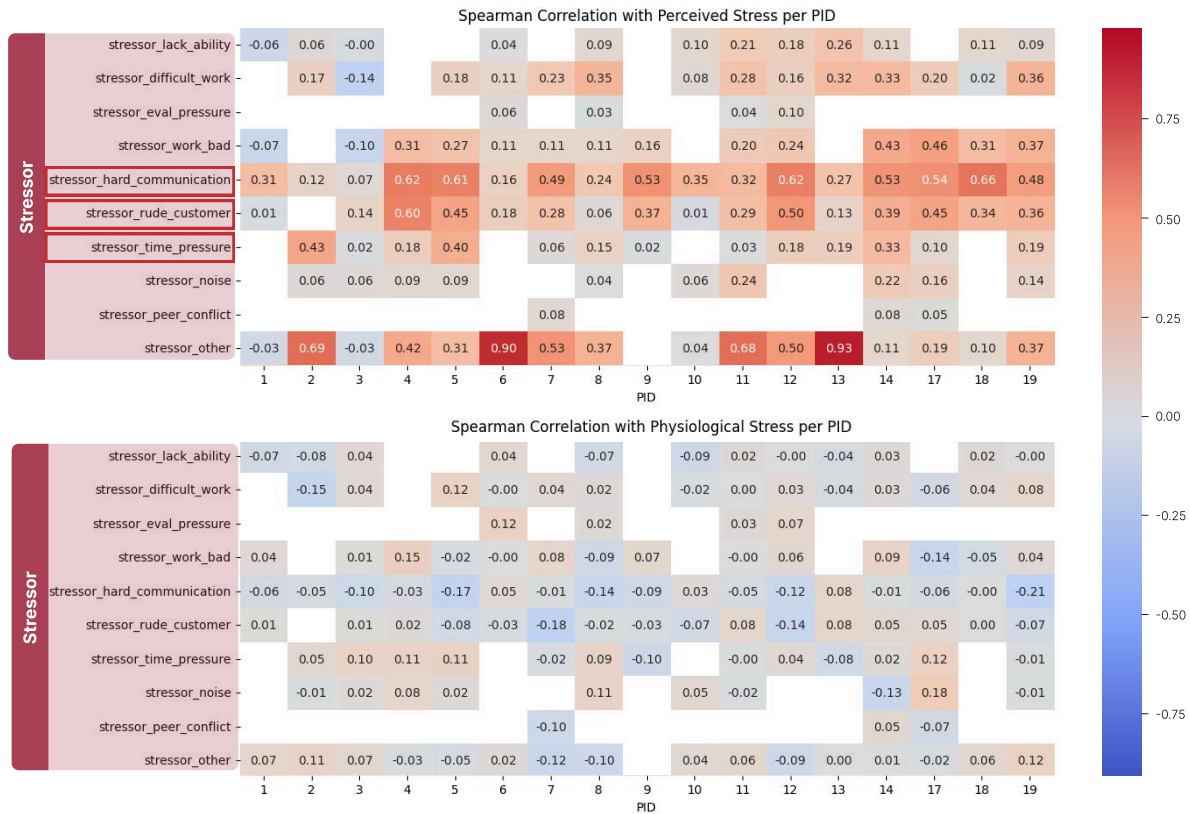 Spearman Correlation with Perceived Stress per PID
Stressor
stressor_lack_ability -0.06 0.06 -0.00 0.04 0.09 0.10 0.21 0.18 0.26 0.11 0.11 0.09
stressor_difficult_work 0.17 -0.14 0.18 0.11 0.23 0.35 0.08 0.28 0.16 0.32 0.33 0.20 0.02 0.36
stressor_eval_pressure 0.06 0.03 0.04 0.10
stressor_work_bad -0.07 -0.10 0.31 0.27 0.11 0.11 0.11 0.16 0.20 0.24 0.43 0.46 0.31 0.37
stressor_hard_communication 0.31 0.12 0.07 0.62 0.61 0.16 0.49 0.24 0.53 0.35 0.32 0.62 0.27 0.53 0.54 0.66 0.48
stressor_rude_customer 0.01 0.14 0.60 0.45 0.18 0.28 0.06 0.37 0.01 0.29 0.50 0.13 0.39 0.45 0.34 0.36
stressor_time_pressure 0.43 0.02 0.18 0.40 0.06 0.15 0.02 0.03 0.18 0.19 0.33 0.10 0.19
stressor_noise 0.06 0.06 0.09 0.09 0.04 0.06 0.24 0.22 0.16 0.14
stressor_peer_conflict 0.08 0.08 0.05
stressor_other -0.03 0.69 -0.03 0.42 0.31 0.90 0.53 0.37 0.04 0.68 0.50 0.93 0.11 0.19 0.10 0.37
1 2 3 4 5 6 7 8 9 10 11 12 13 14 17 18 19
PID
Spearman Correlation with Physiological Stress per PID
Stressor
stressor_lack_ability -0.07 -0.08 0.04 0.04 -0.07 -0.09 0.02 -0.00 -0.04 0.03 0.02 -0.00
stressor_difficult_work -0.15 0.04 0.12 -0.00 0.04 0.02 -0.02 0.00 0.03 -0.04 0.03 -0.06 0.04 0.08
stressor_eval_pressure 0.12 0.02 0.03 0.07
stressor_work_bad 0.04 0.01 0.15 -0.02 -0.00 0.08 -0.09 0.07 -0.00 0.06 0.09 -0.14 -0.05 0.04
stressor_hard_communication -0.06 -0.05 -0.10 -0.03 -0.17 0.05 -0.01 -0.14 -0.09 0.03 -0.05 -0.12 0.08 -0.01 -0.06 -0.00 -0.21
stressor_rude_customer 0.01 0.01 0.02 -0.08 -0.03 -0.18 -0.02 -0.03 -0.07 0.08 -0.14 0.08 0.05 0.05 0.00 -0.07
stressor_time_pressure 0.05 0.10 0.11 0.11 -0.02 0.09 -0.10 -0.00 0.04 -0.08 0.02 0.12 -0.01
stressor_noise -0.01 0.02 0.08 0.02 0.11 0.05 -0.02 -0.13 0.18 -0.01
stressor_peer_conflict -0.10 0.05 -0.07
stressor_other 0.07 0.11 0.07 -0.03 -0.05 0.02 -0.12 -0.10 0.04 0.06 -0.09 0.00 0.01 -0.02 0.06 0.12
1 2 3 4 5 6 7 8 9 10 11 12 13 14 17 18 19
PID
0.75
0.50
0.25
0.00
-0.25
-0.50
-0.75